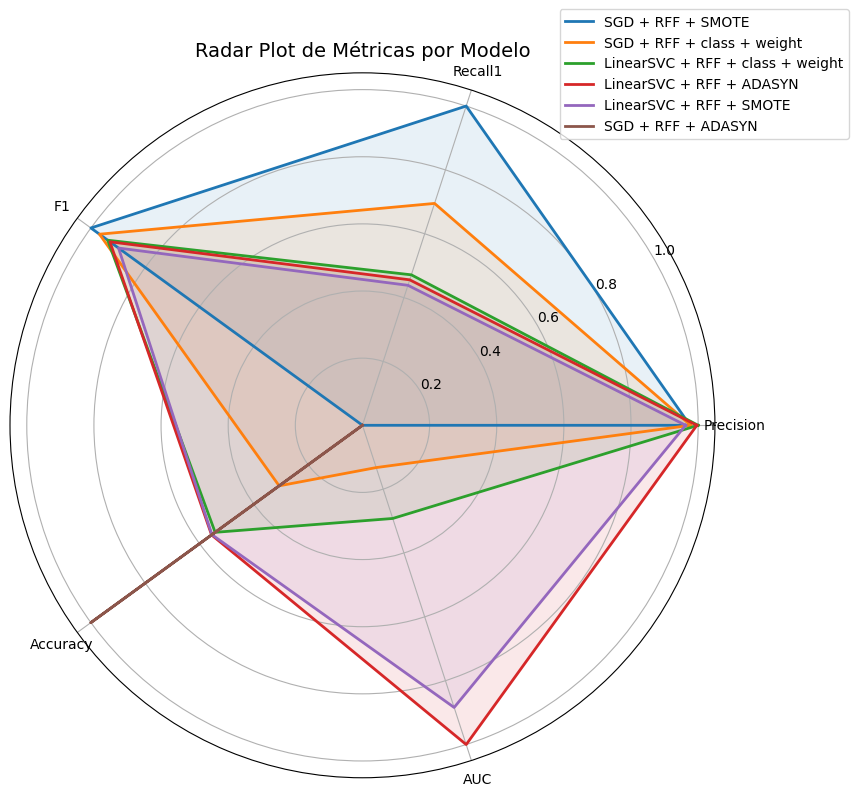 Radar Plot de Métricas por Modelo
SGD + RFF + SMOTE
SGD + RFF + class + weight
LinearSVC + RFF + class + weight
LinearSVC + RFF + ADASYN
LinearSVC + RFF + SMOTE
SGD + RFF + ADASYN
Recall1
F1
1.0
0.8
0.6
0.4
0.2
Precision
Accuracy
AUC